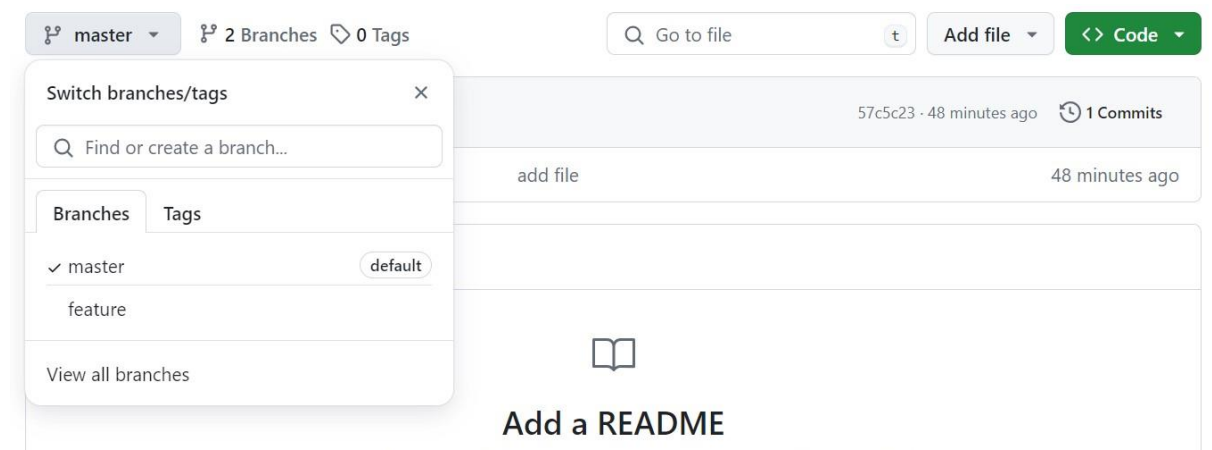 master 2 Branches 0 Tags Go to file t Add file <> Code
Switch branches/tags
57c5c23 · 48 minutes ago 1 Commits
Find or create a branch...
add file 48 minutes ago
Branches Tags
master default
feature
View all branches
Add a README